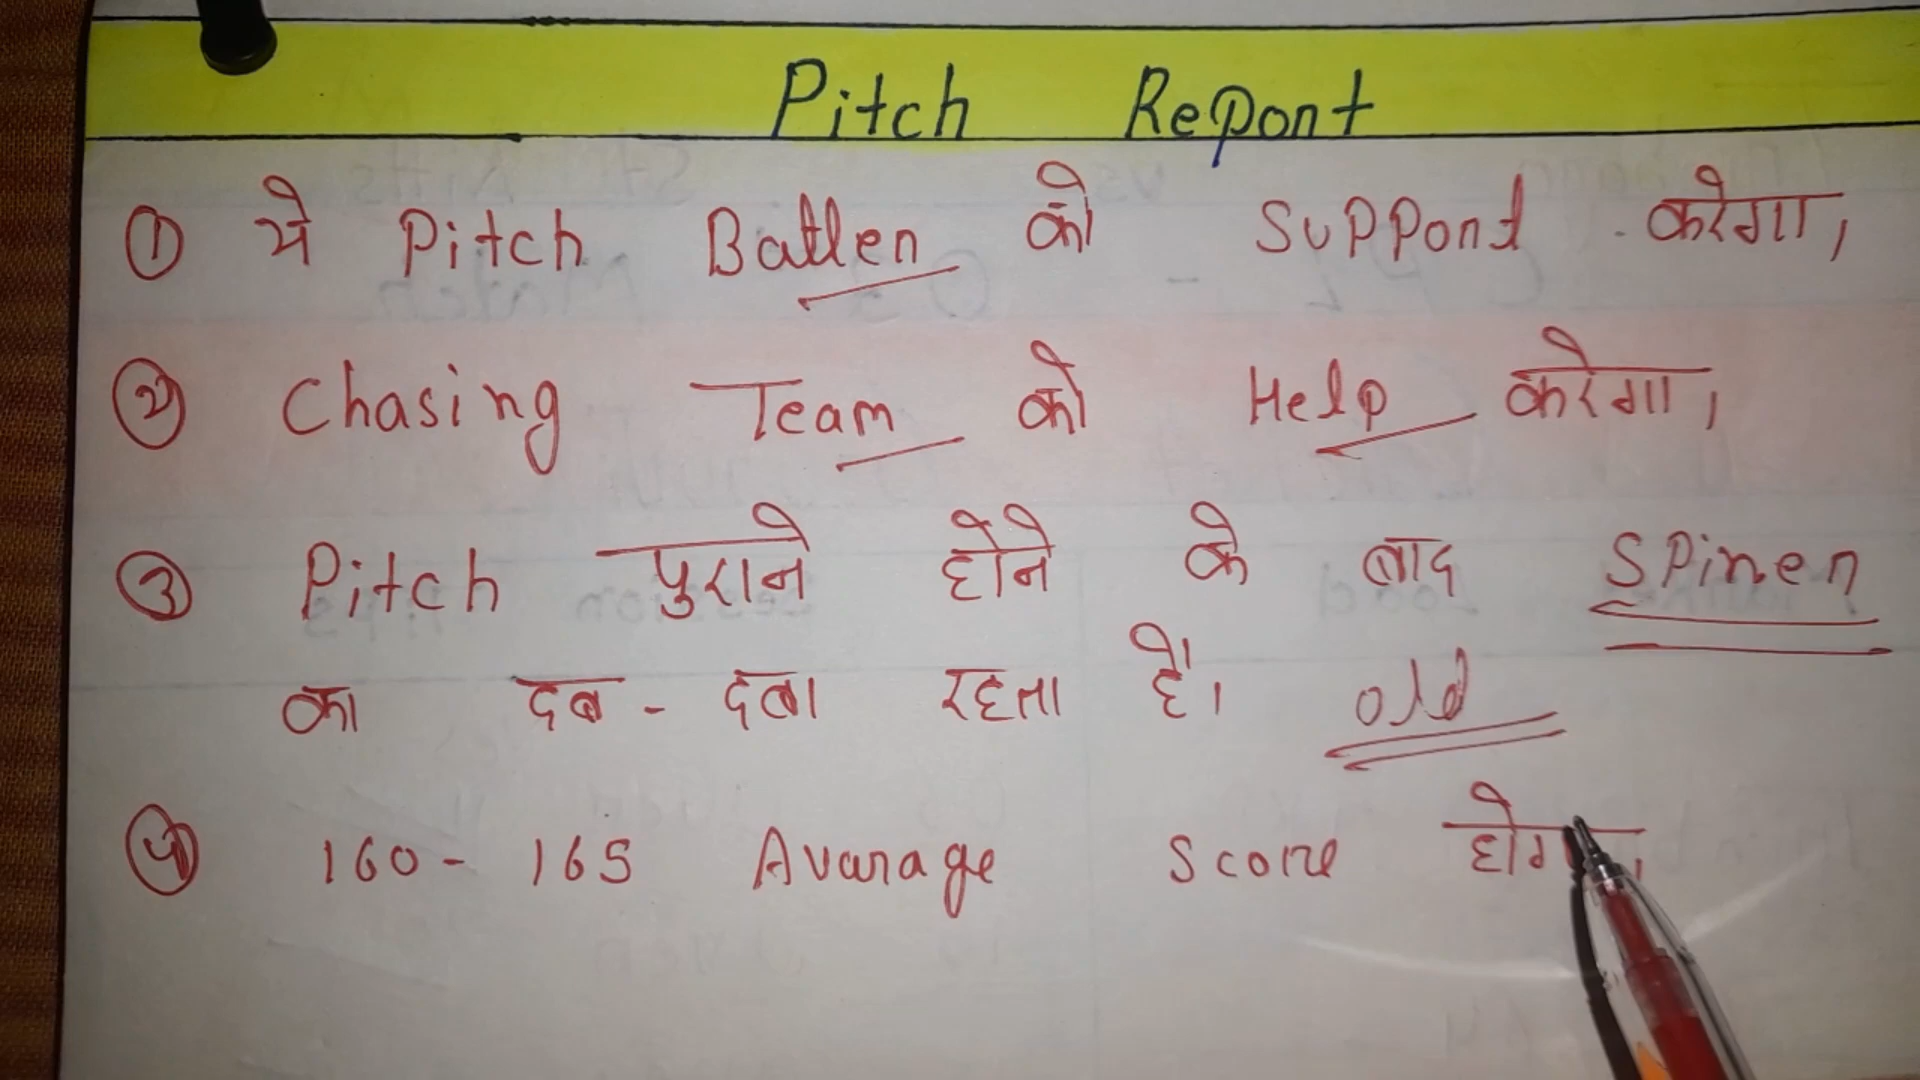 Pitch Report
① ये Pitch Batter को Support करेगा,
② Chasing Team को Help करेगा,
③ Pitch पुराने होने के बाद Spiner
का दब - दबा रहता है। old
④ 160 - 165 Avarage Score होगा,